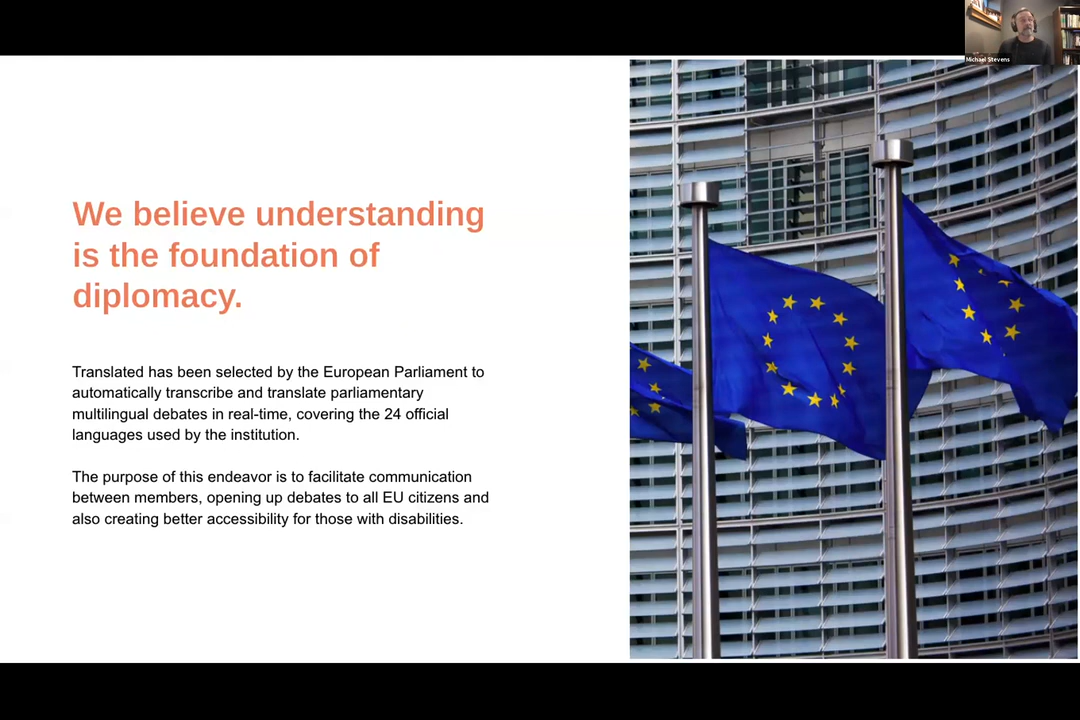 Michael Stevens
We believe understanding
is the foundation of
diplomacy.
Translated has been selected by the European Parliament to
automatically transcribe and translate parliamentary
multilingual debates in real-time, covering the 24 official
languages used by the institution.
The purpose of this endeavor is to facilitate communication
between members, opening up debates to all EU citizens and
also creating better accessibility for those with disabilities.